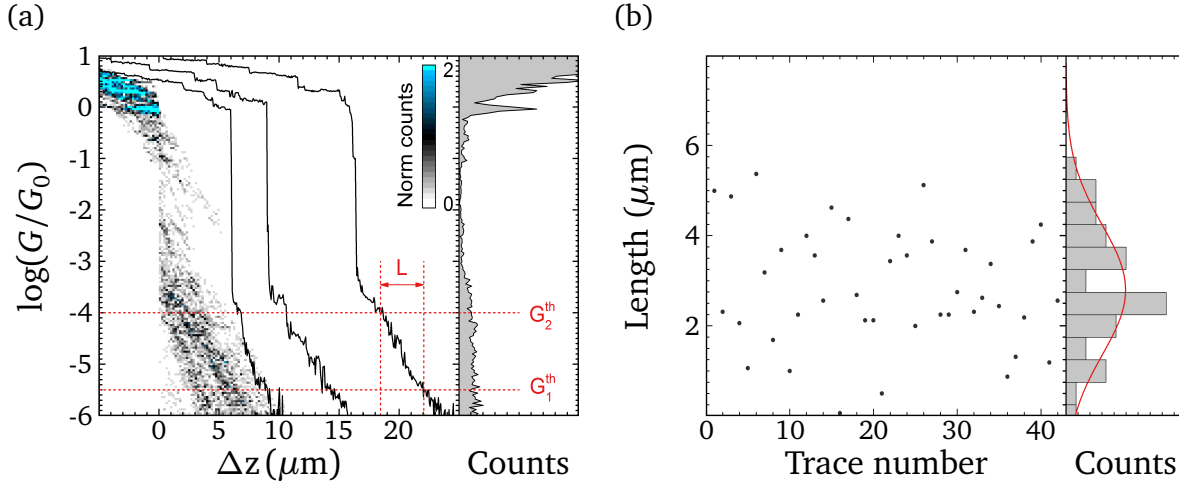 (a)
(b)
log(G/G₀)
1
0
-1
-2
-3
-4
-5
-6
0
5
10
15
20
Δz (μm)
Norm counts
2
0
L
G₂ᵗʰ
G₁ᵗʰ
Counts
Length (μm)
6
4
2
0
10
20
30
40
Trace number
Counts